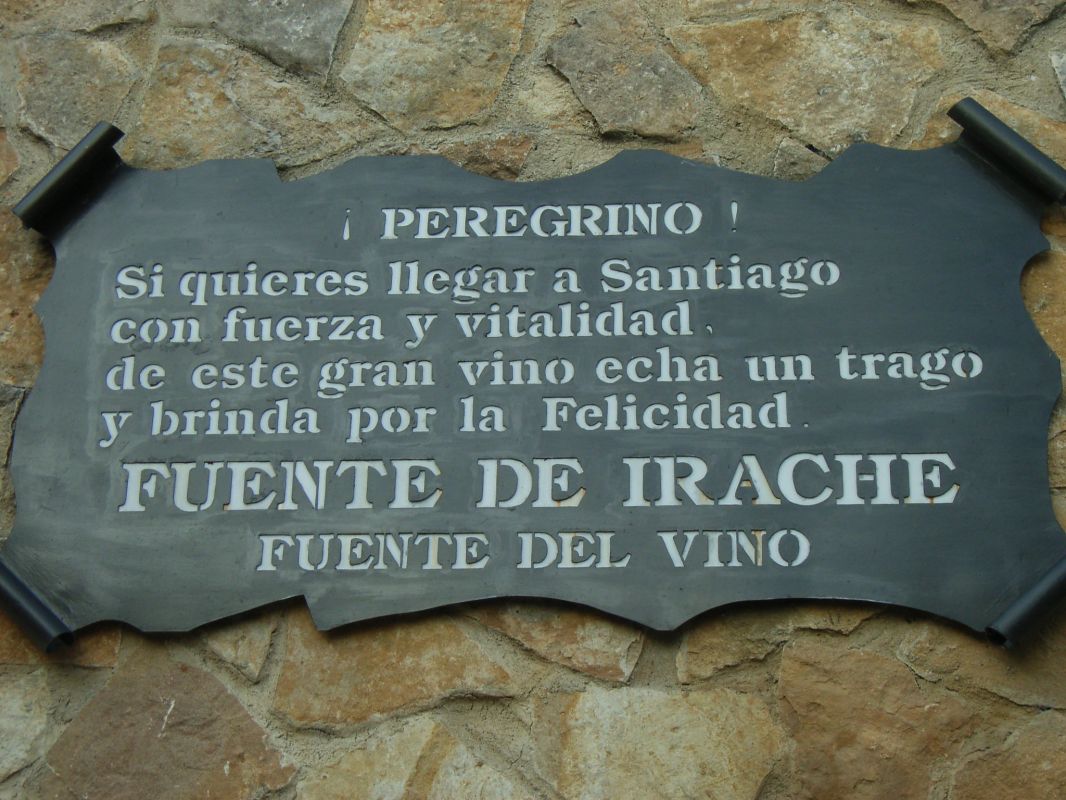 ¡ PEREGRINO !
Si quieres llegar a Santiago
con fuerza y vitalidad,
de este gran vino echa un trago
y brinda por la Felicidad.
FUENTE DE IRACHE
FUENTE DEL VINO